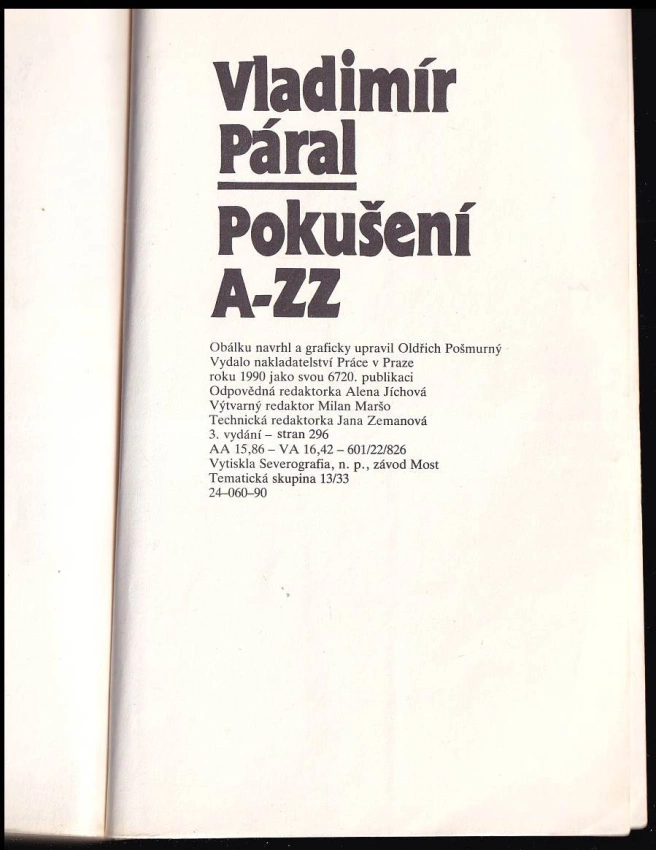 Vladimír
Páral
Pokušení
A-ZZ
Obálku navrhl a graficky upravil Oldřich Pošmurný
Vydalo nakladatelství Práce v Praze
roku 1990 jako svou 6720. publikaci
Odpovědná redaktorka Alena Jíchová
Výtvarný redaktor Milan Maršo
Technická redaktorka Jana Zemanová
3. vydání – stran 296
AA 15,86 – VA 16,42 – 601/22/826
Vytiskla Severografia, n. p., závod Most
Tematická skupina 13/33
24–060–90